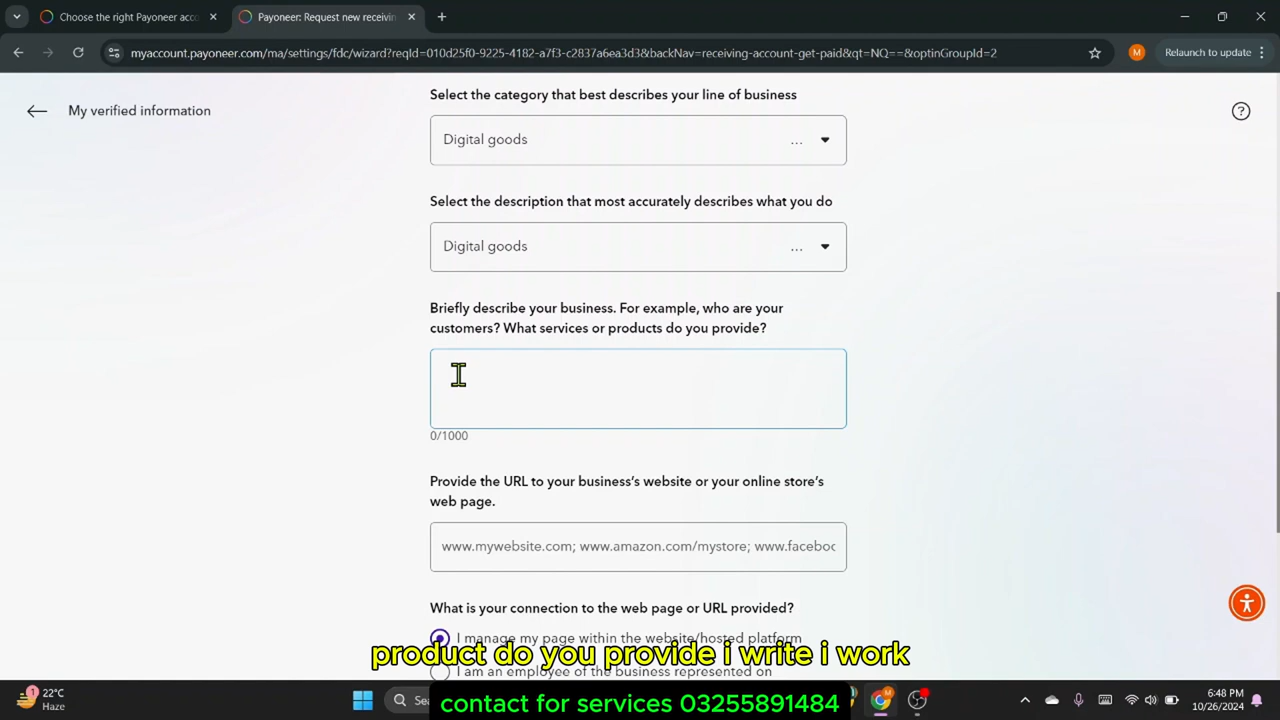 Choose the right Payoneer acc
Payoneer: Request new receivin
myaccount.payoneer.com/ma/settings/fdc/wizard?reqId=010d25f0-9225-4182-a7f3-c2837a6ea3d3&backNav=receiving-account-get-paid&qt=NQ==&optinGroupId=2
M
Relaunch to update
My verified information
Select the category that best describes your line of business
Digital goods ...
Select the description that most accurately describes what you do
Digital goods ...
Briefly describe your business. For example, who are your
customers? What services or products do you provide?
0/1000
Provide the URL to your business's website or your online store's
web page.
www.mywebsite.com; www.amazon.com/mystore; www.faceboo
What is your connection to the web page or URL provided?
I manage my page within the website/hosted platform
product do you provide i write i work
I am an employee of the business represented on
contact for services 03255891484
1
22°C
Haze
Sea
6:48 PM
10/26/2024